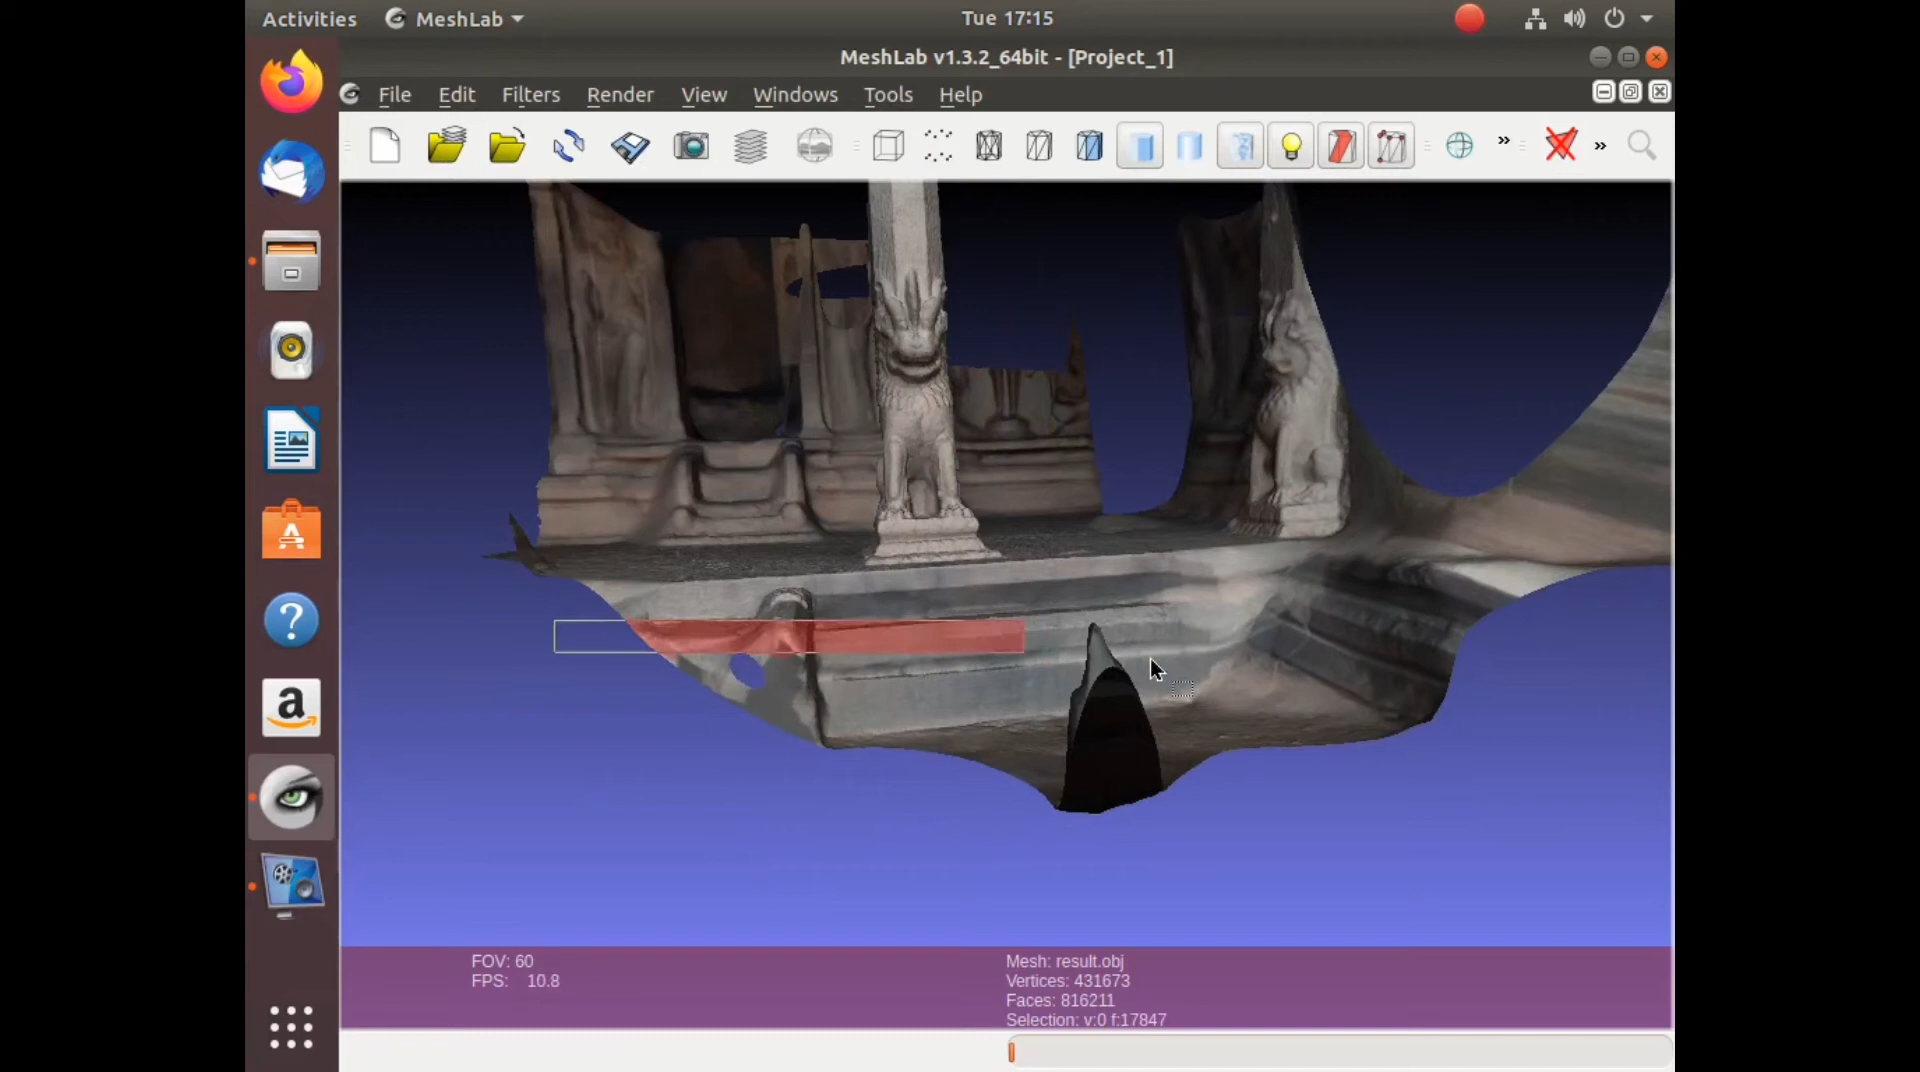 Activities MeshLab Tue 17:15
MeshLab v1.3.2_64bit - [Project_1]
File Edit Filters Render View Windows Tools Help
FOV: 60
FPS: 10.8
Mesh: result.obj
Vertices: 431673
Faces: 816211
Selection: v:0 f:17847